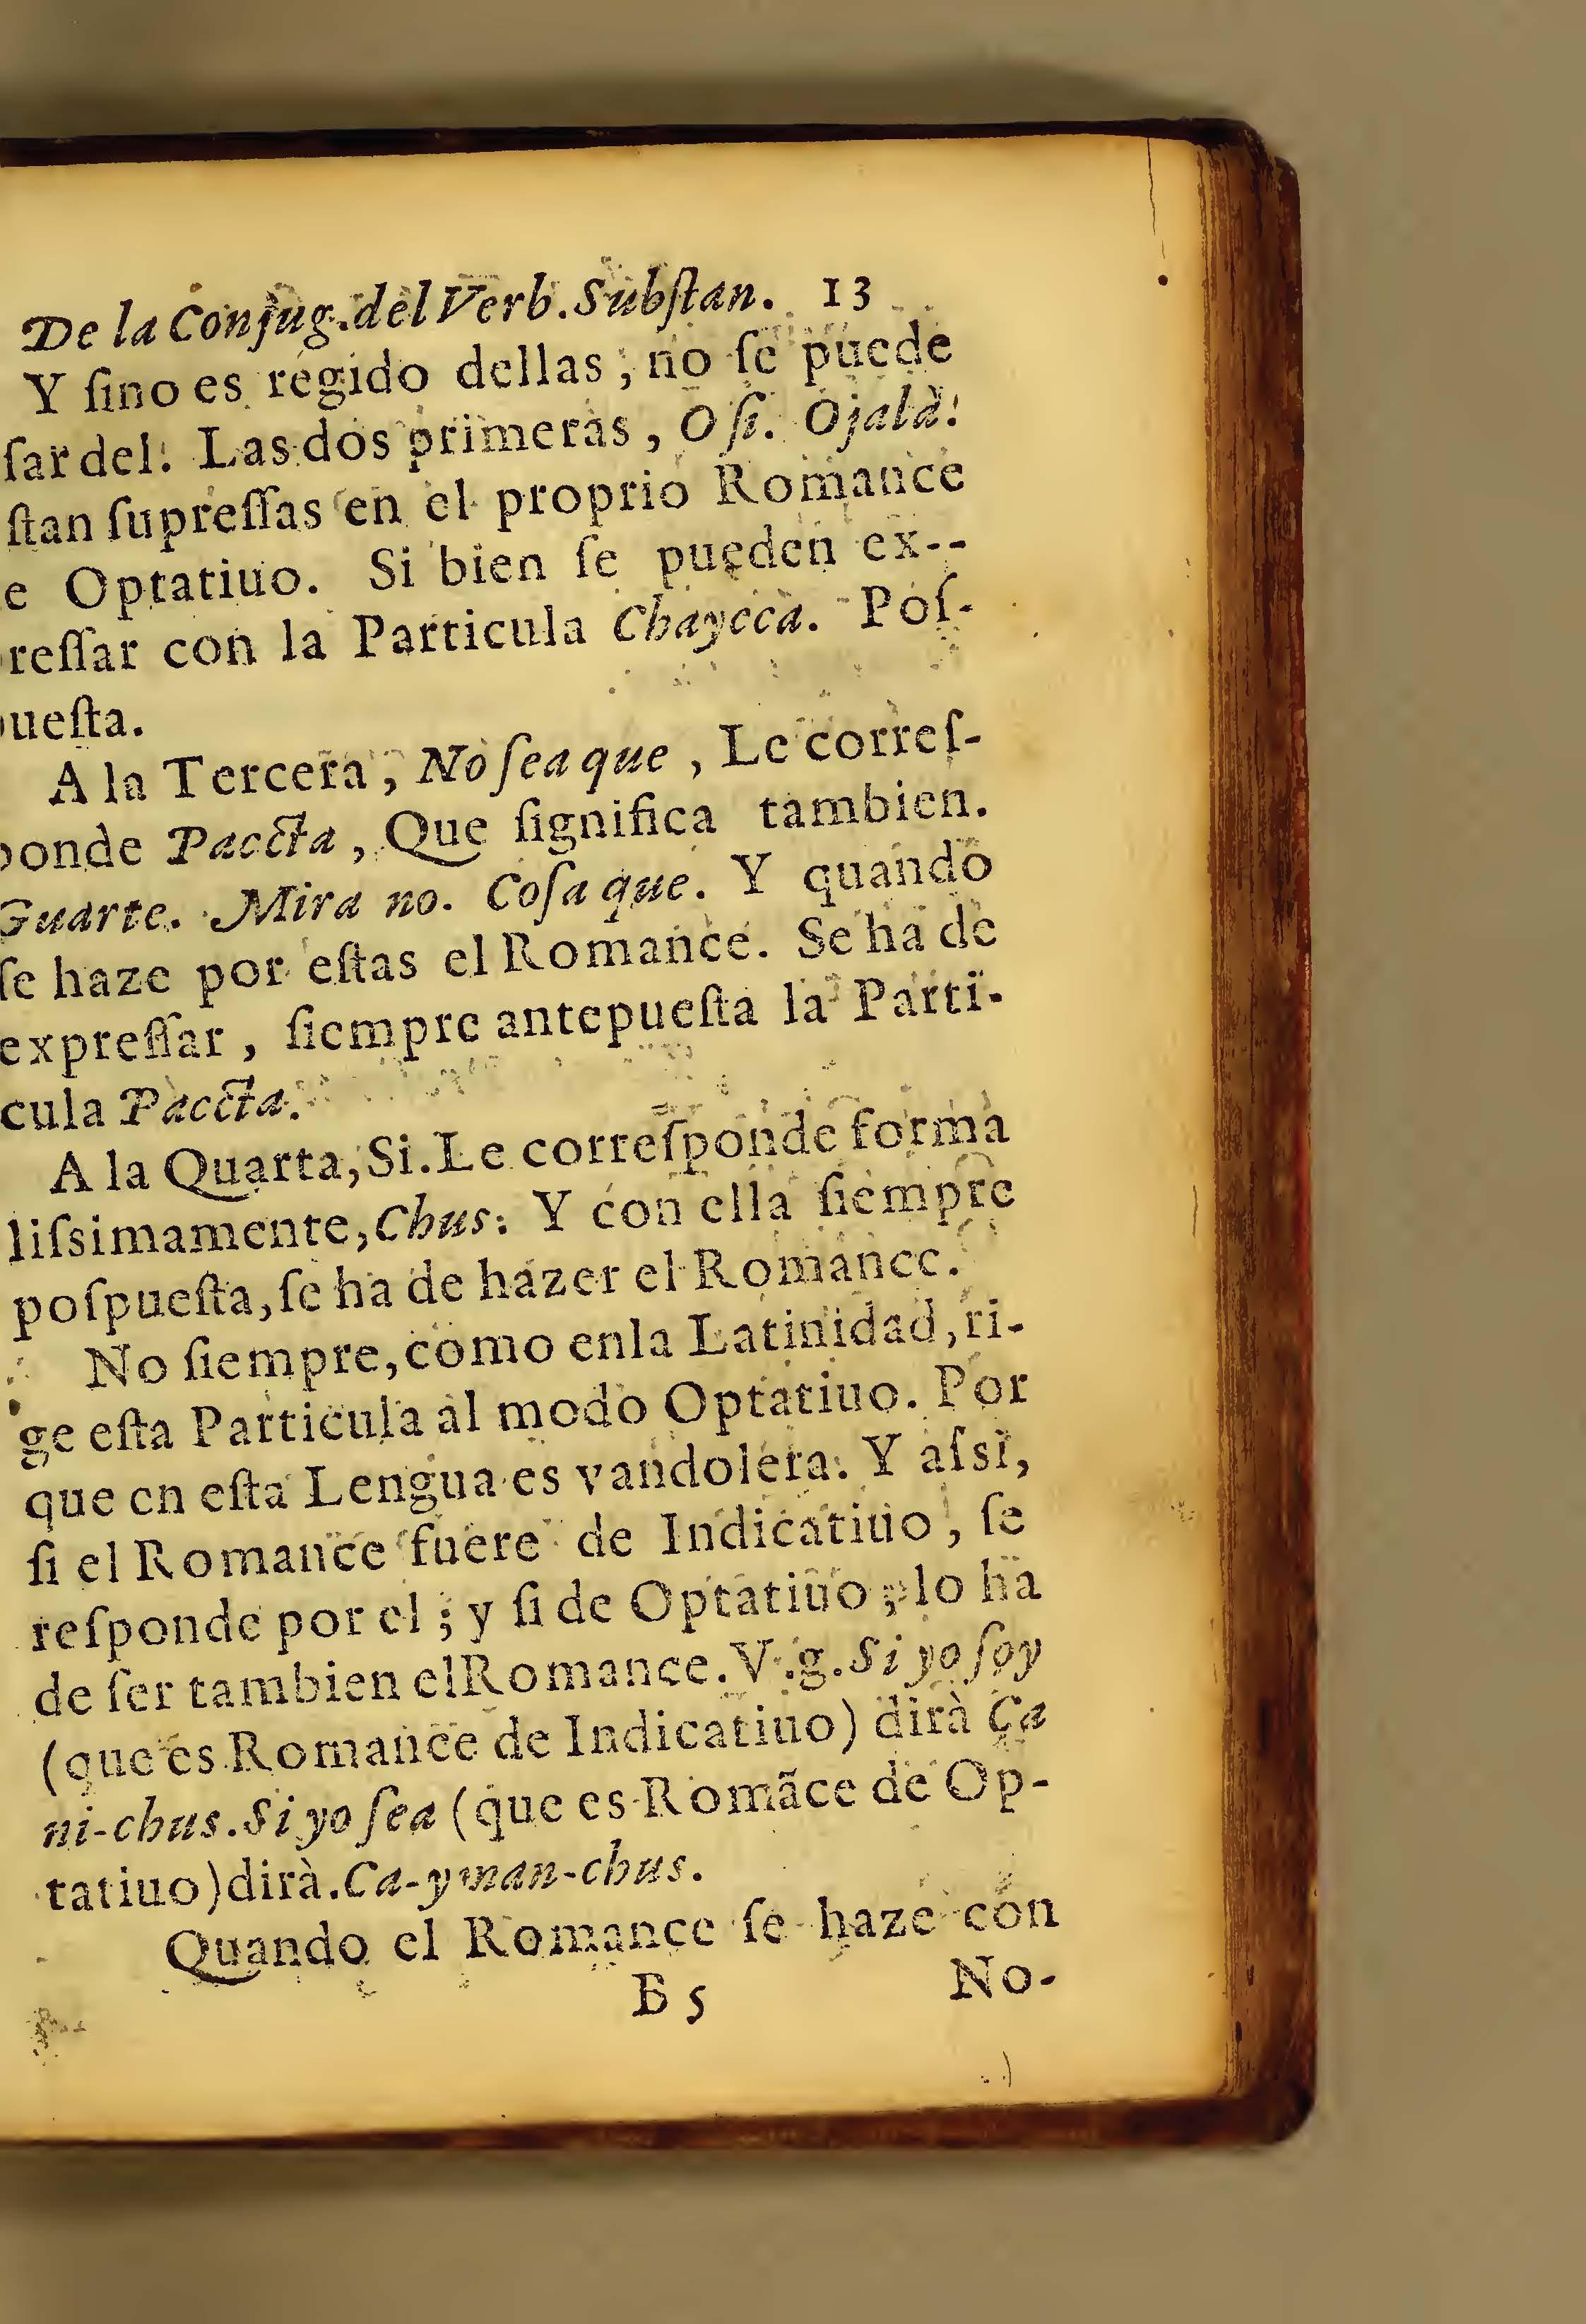 De la Conjug. del Verb. Subſtan. 13
Y ſino es regido dellas, no ſe puede
ſar del. Las dos primeras, O ſi. Ojalà!
ſtan ſupreſſas en el proprio Romance
e Optatiuo. Si bien ſe pueden ex--
reſſar con la Particula Chayccà. Poſ-
ueſta.
A la Tercera, No ſea que, Le correſ-
onde Paccta, Que ſignifica tambien.
Guarte. Mira no. Coſa que. Y quando
ſe haze por eſtas el Romance. Se ha de
expreſſar, ſiempre antepueſta la Parti-
cula Paccta.
A la Quarta, Si. Le correſponde forma
liſsimamente, Chus: Y con ella ſiempre
poſpueſta, ſe ha de hazer el Romance.
No ſiempre, como enla Latinidad, ri-
ge eſta Particula al modo Optatiuo. Por
que en eſta Lengua es vandolera. Y aſsi,
ſi el Romance fuere de Indicatiuo, ſe
reſponde por el; y ſi de Optatiuo, lo ha
de ſer tambien el Romance. V.g. Si yo ſoy
(que es Romance de Indicatiuo) dirà Ca
ni-chus. Si yo ſea (que es Romãce de Op-
tatiuo) dirà. Ca-yman-chus.
Quando el Romance ſe haze con
B 5 No-